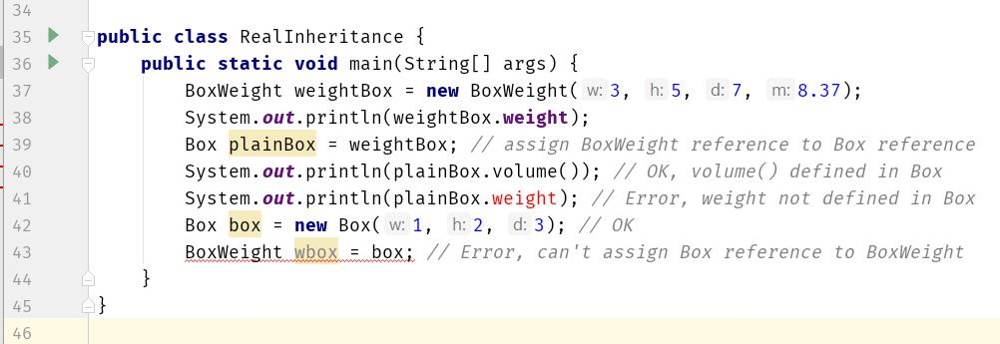 34
35 public class RealInheritance {
36 public static void main(String[] args) {
37 BoxWeight weightBox = new BoxWeight( w: 3, h: 5, d: 7, m: 8.37);
38 System.out.println(weightBox.weight);
39 Box plainBox = weightBox; // assign BoxWeight reference to Box reference
40 System.out.println(plainBox.volume()); // OK, volume() defined in Box
41 System.out.println(plainBox.weight); // Error, weight not defined in Box
42 Box box = new Box( w: 1, h: 2, d: 3); // OK
43 BoxWeight wbox = box; // Error, can't assign Box reference to BoxWeight
44 }
45 }
46